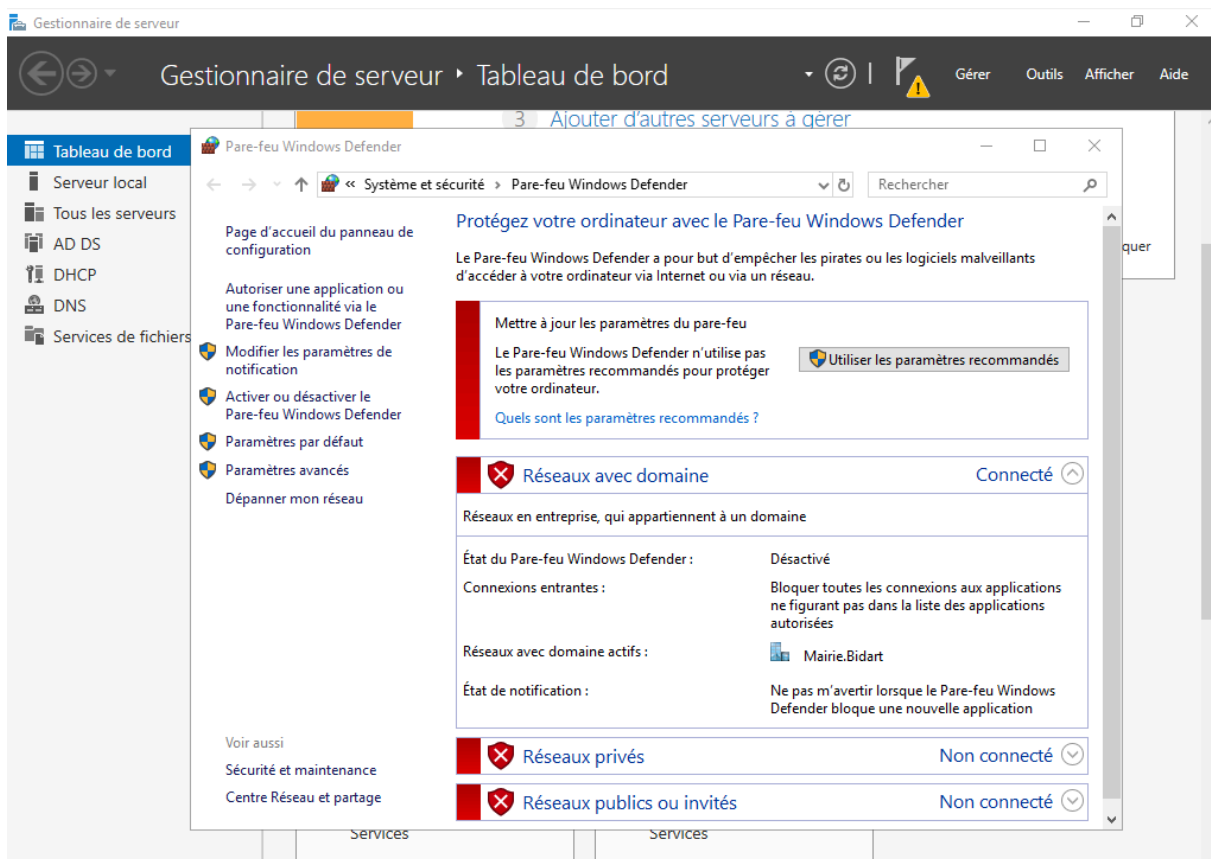 Gestionnaire de serveur
Gestionnaire de serveur ‣ Tableau de bord
Gérer
Outils
Afficher
Aide
3 Ajouter d'autres serveurs à gérer
Tableau de bord
Serveur local
Tous les serveurs
AD DS
DHCP
DNS
Services de fichiers
Pare-feu Windows Defender
« Système et sécurité › Pare-feu Windows Defender
Rechercher
Page d'accueil du panneau de
configuration
Autoriser une application ou
une fonctionnalité via le
Pare-feu Windows Defender
Modifier les paramètres de
notification
Activer ou désactiver le
Pare-feu Windows Defender
Paramètres par défaut
Paramètres avancés
Dépanner mon réseau
Voir aussi
Sécurité et maintenance
Centre Réseau et partage
Protégez votre ordinateur avec le Pare-feu Windows Defender
Le Pare-feu Windows Defender a pour but d'empêcher les pirates ou les logiciels malveillants
d'accéder à votre ordinateur via Internet ou via un réseau.
Mettre à jour les paramètres du pare-feu
Le Pare-feu Windows Defender n'utilise pas
les paramètres recommandés pour protéger
votre ordinateur.
Utiliser les paramètres recommandés
Quels sont les paramètres recommandés ?
Réseaux avec domaine
Connecté
Réseaux en entreprise, qui appartiennent à un domaine
État du Pare-feu Windows Defender :
Désactivé
Connexions entrantes :
Bloquer toutes les connexions aux applications
ne figurant pas dans la liste des applications
autorisées
Réseaux avec domaine actifs :
Mairie.Bidart
État de notification :
Ne pas m'avertir lorsque le Pare-feu Windows
Defender bloque une nouvelle application
Réseaux privés
Non connecté
Réseaux publics ou invités
Non connecté
quer
Services
Services